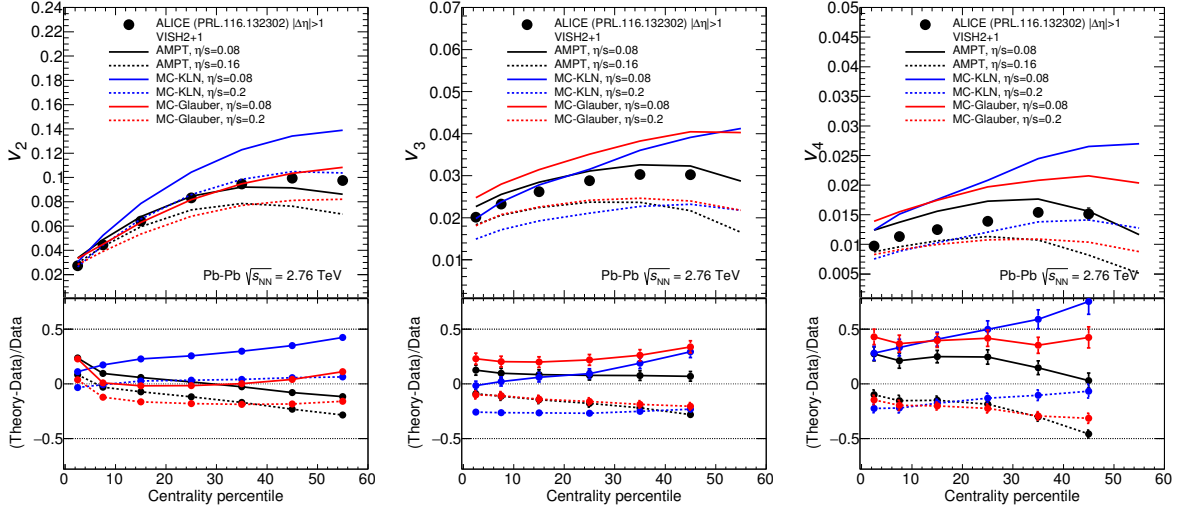 0.24
0.22
0.2
0.18
0.16
0.14
0.12
0.1
0.08
0.06
0.04
0.02
v2
ALICE (PRL.116.132302) |Δη|>1
VISH2+1
AMPT, η/s=0.08
AMPT, η/s=0.16
MC-KLN, η/s=0.08
MC-KLN, η/s=0.2
MC-Glauber, η/s=0.08
MC-Glauber, η/s=0.2
Pb-Pb √sNN = 2.76 TeV
(Theory-Data)/Data
0.5
0
−0.5
0 10 20 30 40 50 60
Centrality percentile
0.07
0.06
0.05
0.04
0.03
0.02
0.01
v3
ALICE (PRL.116.132302) |Δη|>1
VISH2+1
AMPT, η/s=0.08
AMPT, η/s=0.16
MC-KLN, η/s=0.08
MC-KLN, η/s=0.2
MC-Glauber, η/s=0.08
MC-Glauber, η/s=0.2
Pb-Pb √sNN = 2.76 TeV
(Theory-Data)/Data
0.5
0
−0.5
0 10 20 30 40 50 60
Centrality percentile
0.05
0.045
0.04
0.035
0.03
0.025
0.02
0.015
0.01
0.005
v4
ALICE (PRL.116.132302) |Δη|>1
VISH2+1
AMPT, η/s=0.08
AMPT, η/s=0.16
MC-KLN, η/s=0.08
MC-KLN, η/s=0.2
MC-Glauber, η/s=0.08
MC-Glauber, η/s=0.2
Pb-Pb √sNN = 2.76 TeV
(Theory-Data)/Data
0.5
0
−0.5
0 10 20 30 40 50 60
Centrality percentile